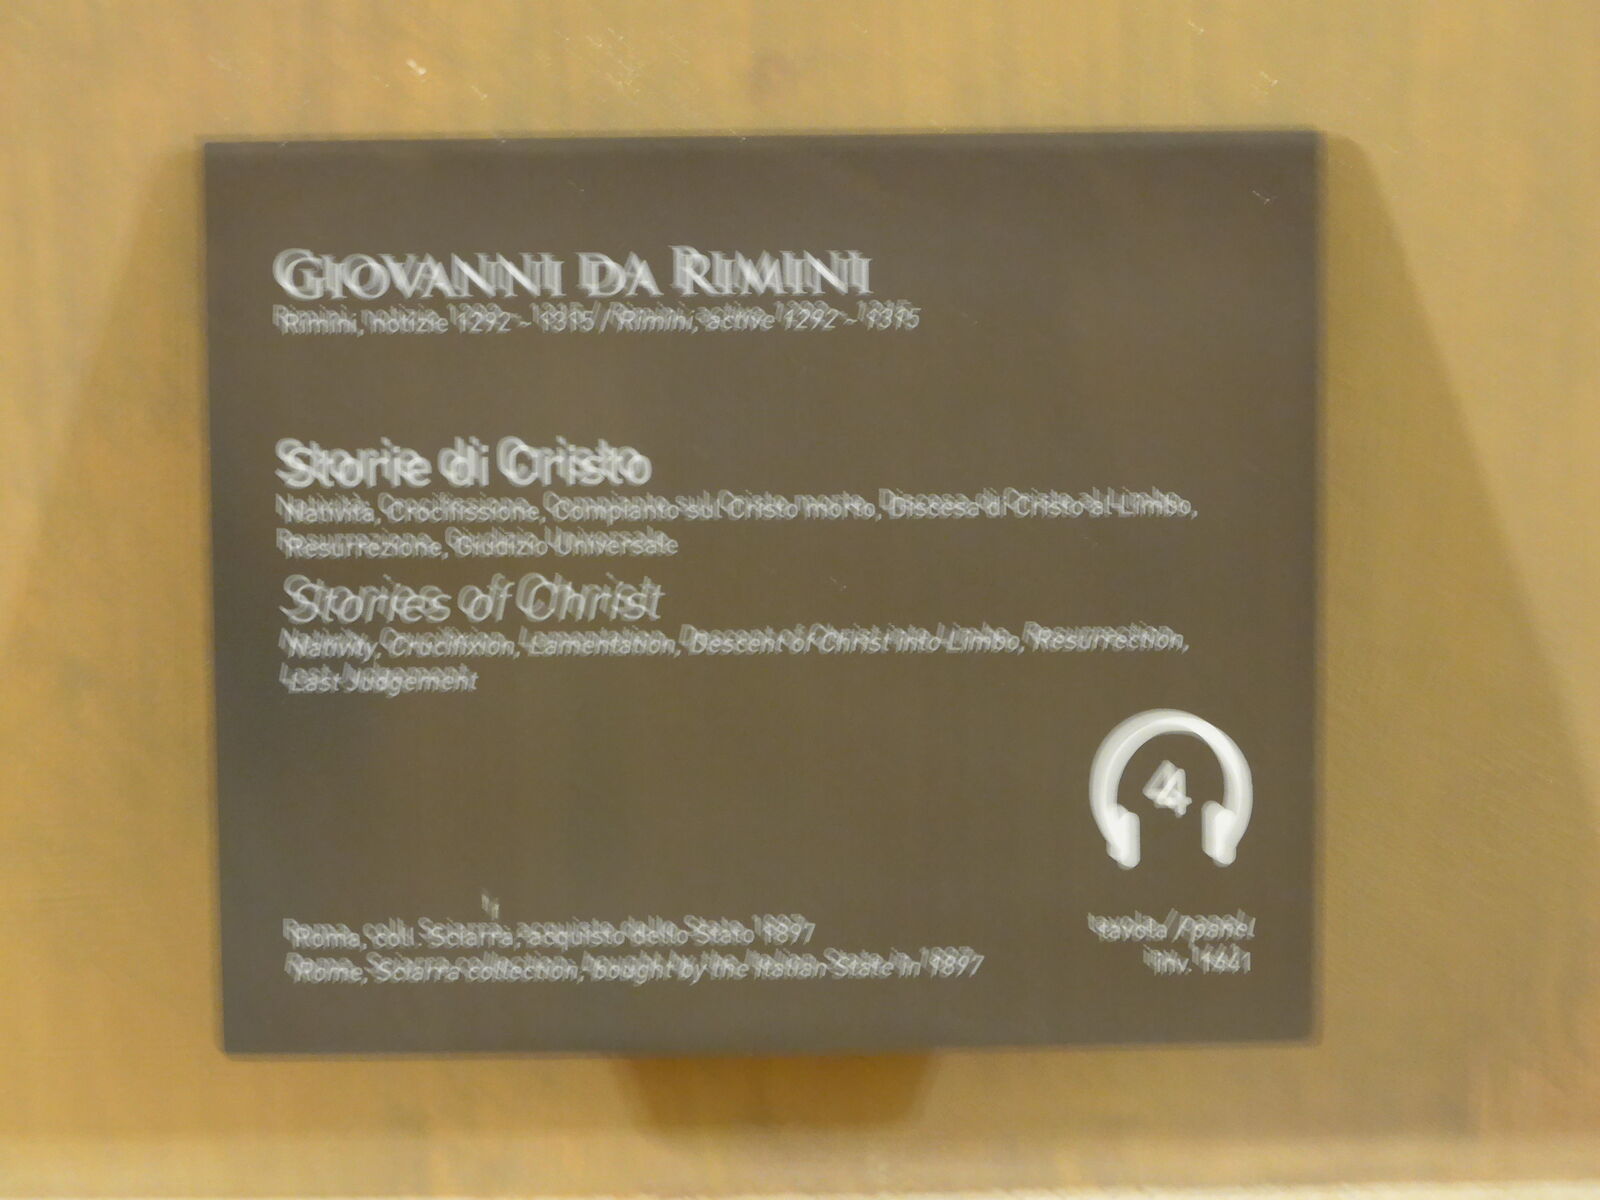 GIOVANNI DA RIMINI
Rimini, notizie 1292 - 1315 / Rimini, active 1292 - 1315
Storie di Cristo
Natività, Crocifissione, Compianto sul Cristo morto, Discesa di Cristo al Limbo,
Resurrezione, Giudizio Universale
Stories of Christ
Nativity, Crucifixion, Lamentation, Descent of Christ into Limbo, Resurrection,
Last Judgement
4
Roma, coll. Sciarra, acquisto dello Stato 1897
Rome, Sciarra collection, bought by the Italian State in 1897
tavola / panel
inv. 1441